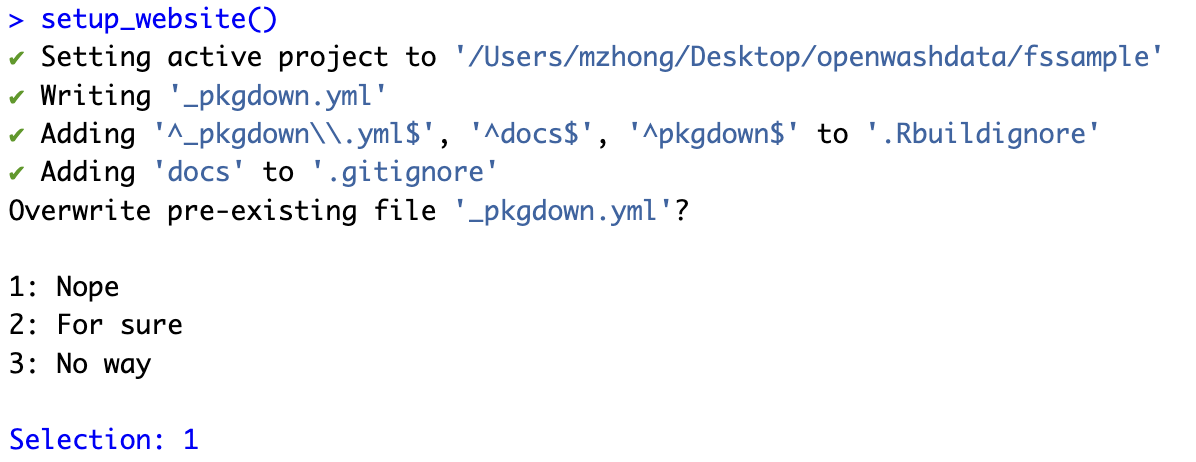 > setup_website()
✔ Setting active project to '/Users/mzhong/Desktop/openwashdata/fssample'
✔ Writing '_pkgdown.yml'
✔ Adding '^_pkgdown\\.yml$', '^docs$', '^pkgdown$' to '.Rbuildignore'
✔ Adding 'docs' to '.gitignore'
Overwrite pre-existing file '_pkgdown.yml'?
1: Nope
2: For sure
3: No way
Selection: 1